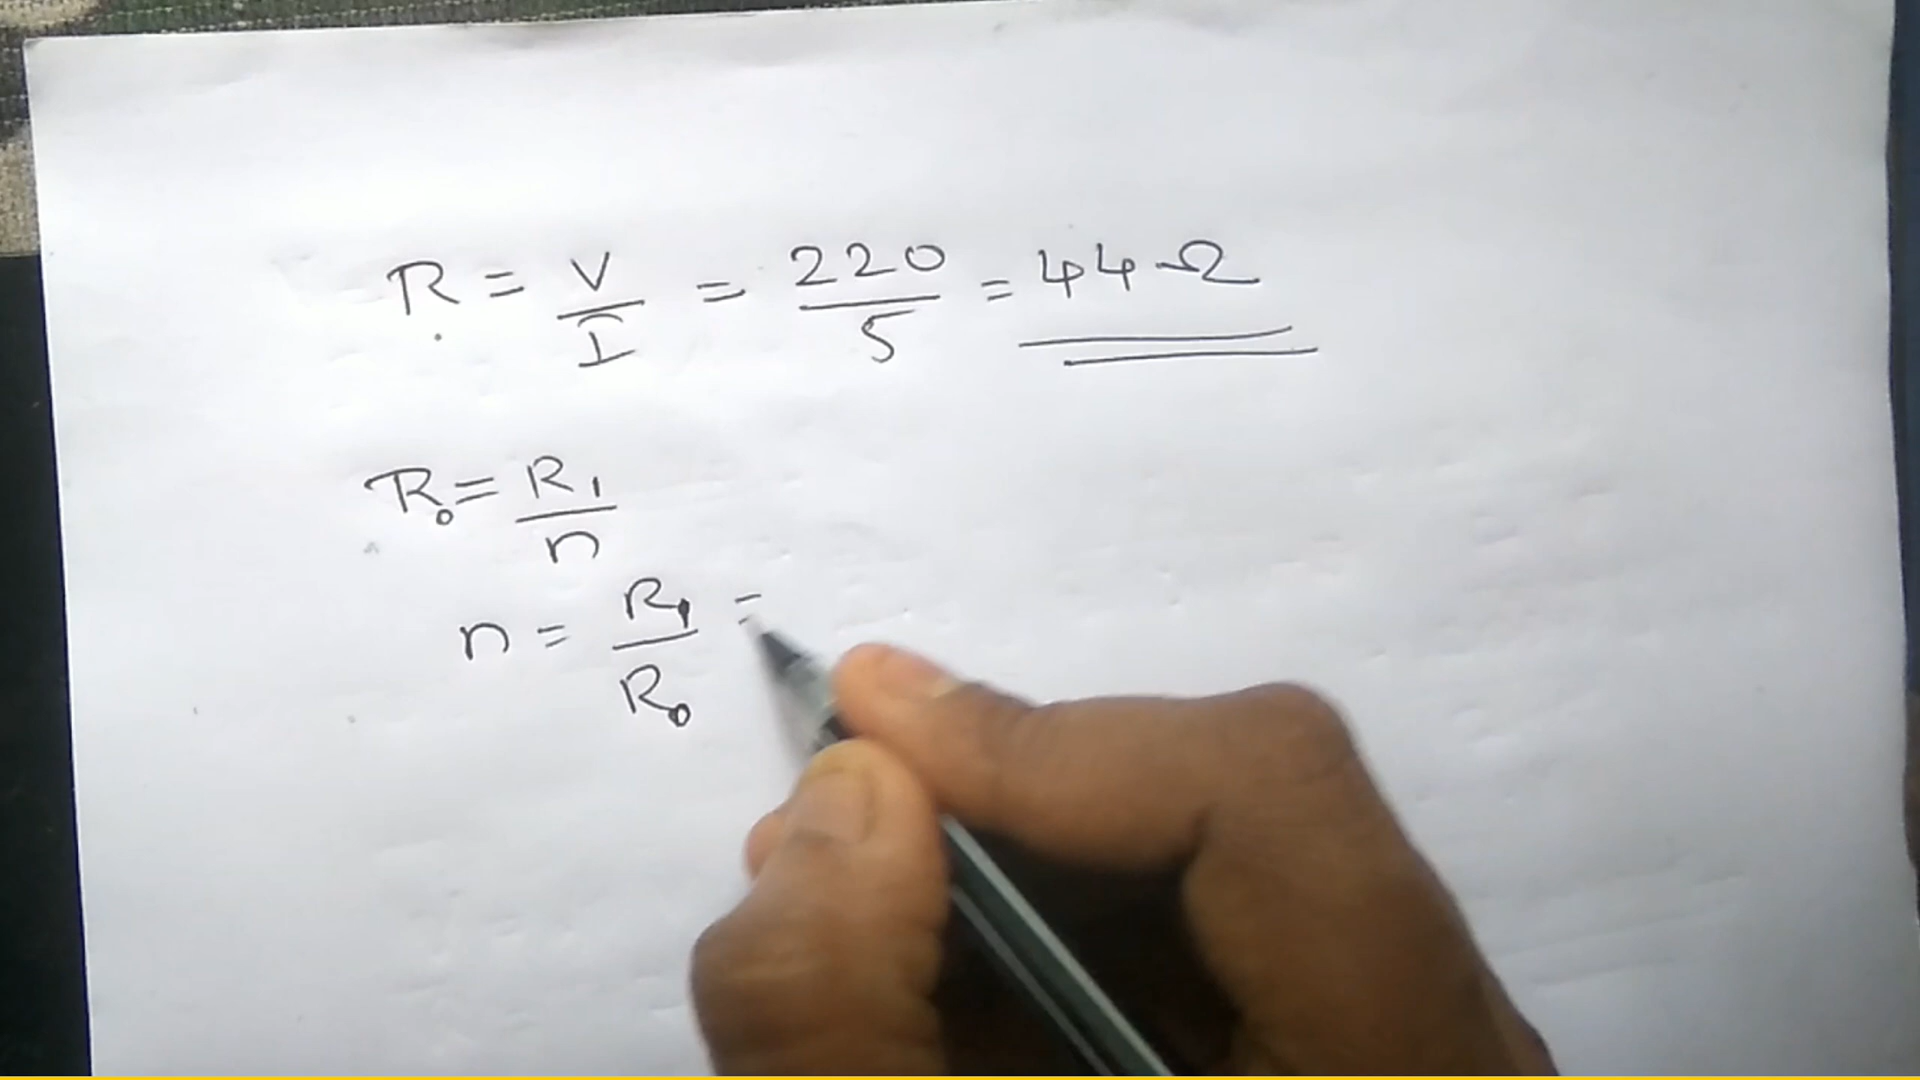 R = V/I = 220/5 = 44 Ω
R₀ = R₁/n
n = R₁/R₀ =